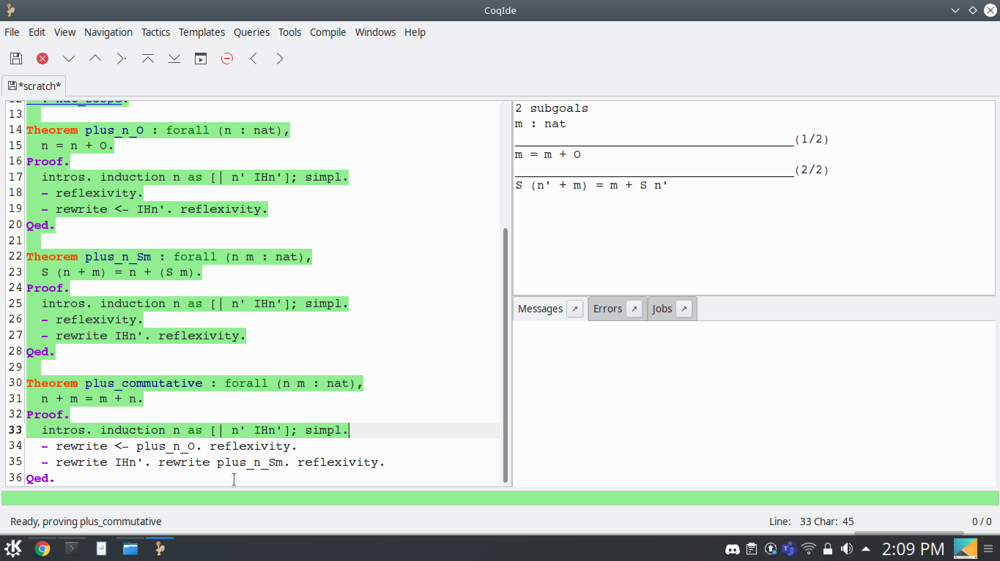 CoqIde
File Edit View Navigation Tactics Templates Queries Tools Compile Windows Help
*scratch*
13
14 Theorem plus_n_O : forall (n : nat),
15 n = n + O.
16 Proof.
17 intros. induction n as [| n' IHn']; simpl.
18 - reflexivity.
19 - rewrite <- IHn'. reflexivity.
20 Qed.
21
22 Theorem plus_n_Sm : forall (n m : nat),
23 S (n + m) = n + (S m).
24 Proof.
25 intros. induction n as [| n' IHn']; simpl.
26 - reflexivity.
27 - rewrite IHn'. reflexivity.
28 Qed.
29
30 Theorem plus_commutative : forall (n m : nat),
31 n + m = m + n.
32 Proof.
33 intros. induction n as [| n' IHn']; simpl.
34 - rewrite <- plus_n_O. reflexivity.
35 - rewrite IHn'. rewrite plus_n_Sm. reflexivity.
36 Qed.
2 subgoals
m : nat
______________________________________(1/2)
m = m + O
______________________________________(2/2)
S (n' + m) = m + S n'
Messages Errors Jobs
Ready, proving plus_commutative
Line: 33 Char: 45
0 / 0
2:09 PM